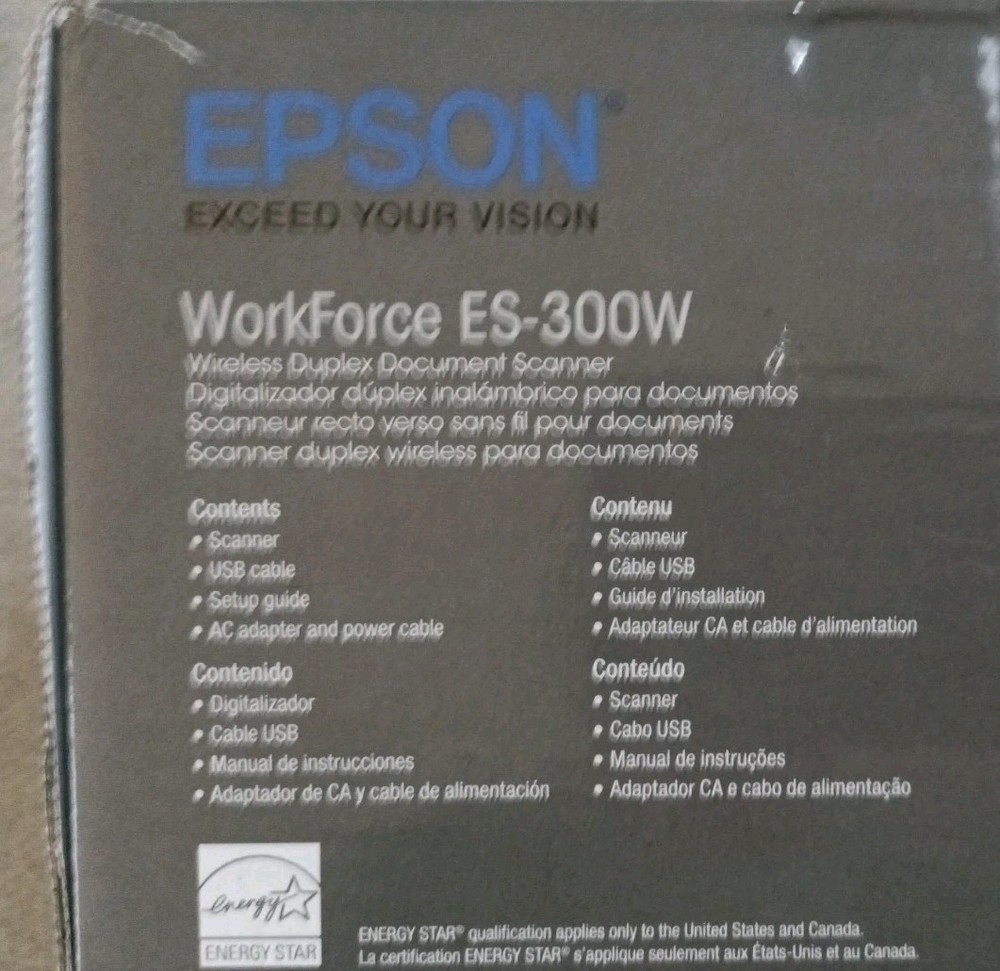 EPSON®
EXCEED YOUR VISION
WorkForce ES-300W
Wireless Duplex Document Scanner
Digitalizador dúplex inalámbrico para documentos
Scanneur recto verso sans fil pour documents
Scanner duplex wireless para documentos
Contents
• Scanner
• USB cable
• Setup guide
• AC adapter and power cable
Contenu
• Scanneur
• Câble USB
• Guide d'installation
• Adaptateur CA et cable d'alimentation
Contenido
• Digitalizador
• Cable USB
• Manual de instrucciones
• Adaptador de CA y cable de alimentación
Conteúdo
• Scanner
• Cabo USB
• Manual de instruções
• Adaptador CA e cabo de alimentação
energy
ENERGY STAR
ENERGY STAR® qualification applies only to the United States and Canada.
La certification ENERGY STAR® s'applique seulement aux États-Unis et au Canada.